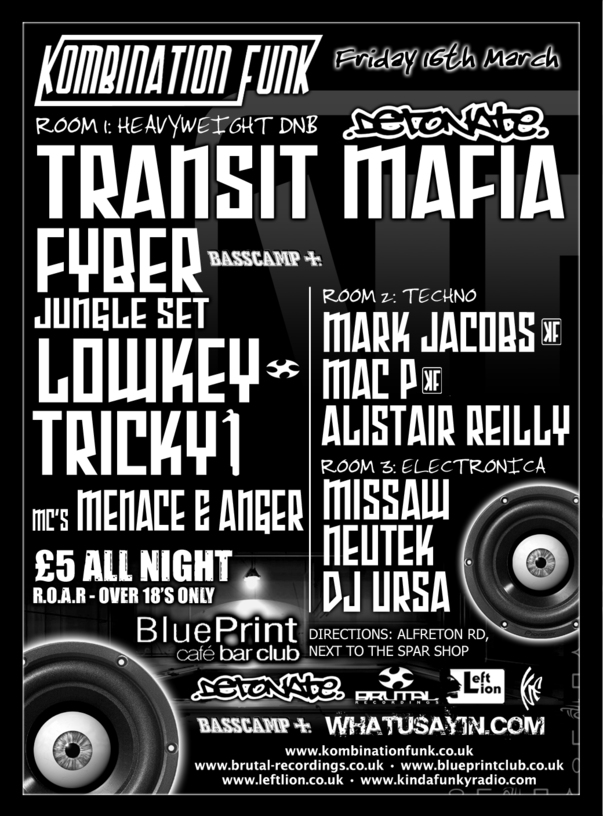 KOMBINATION FUNK
Friday 16th March
ROOM 1: HEAVYWEIGHT DNB
DETONATE.
TRANSIT MAFIA
FYBER BASSCAMP
JUNGLE SET
LOWKEY
TRICKY1
MC'S MENACE & ANGER
ROOM 2: TECHNO
MARK JACOBS KF
MAC P KF
ALISTAIR REILLY
ROOM 3: ELECTRONICA
MISSAW
NEUTEK
DJ URSA
£5 ALL NIGHT
R.O.A.R - OVER 18'S ONLY
BluePrint
café bar club
DIRECTIONS: ALFRETON RD,
NEXT TO THE SPAR SHOP
DETONATE.
BRUTAL
RECORDINGS
Left
Lion
BASSCAMP
WHATUSAYIN.COM
www.kombinationfunk.co.uk
www.brutal-recordings.co.uk • www.blueprintclub.co.uk
www.leftlion.co.uk • www.kindafunkyradio.com